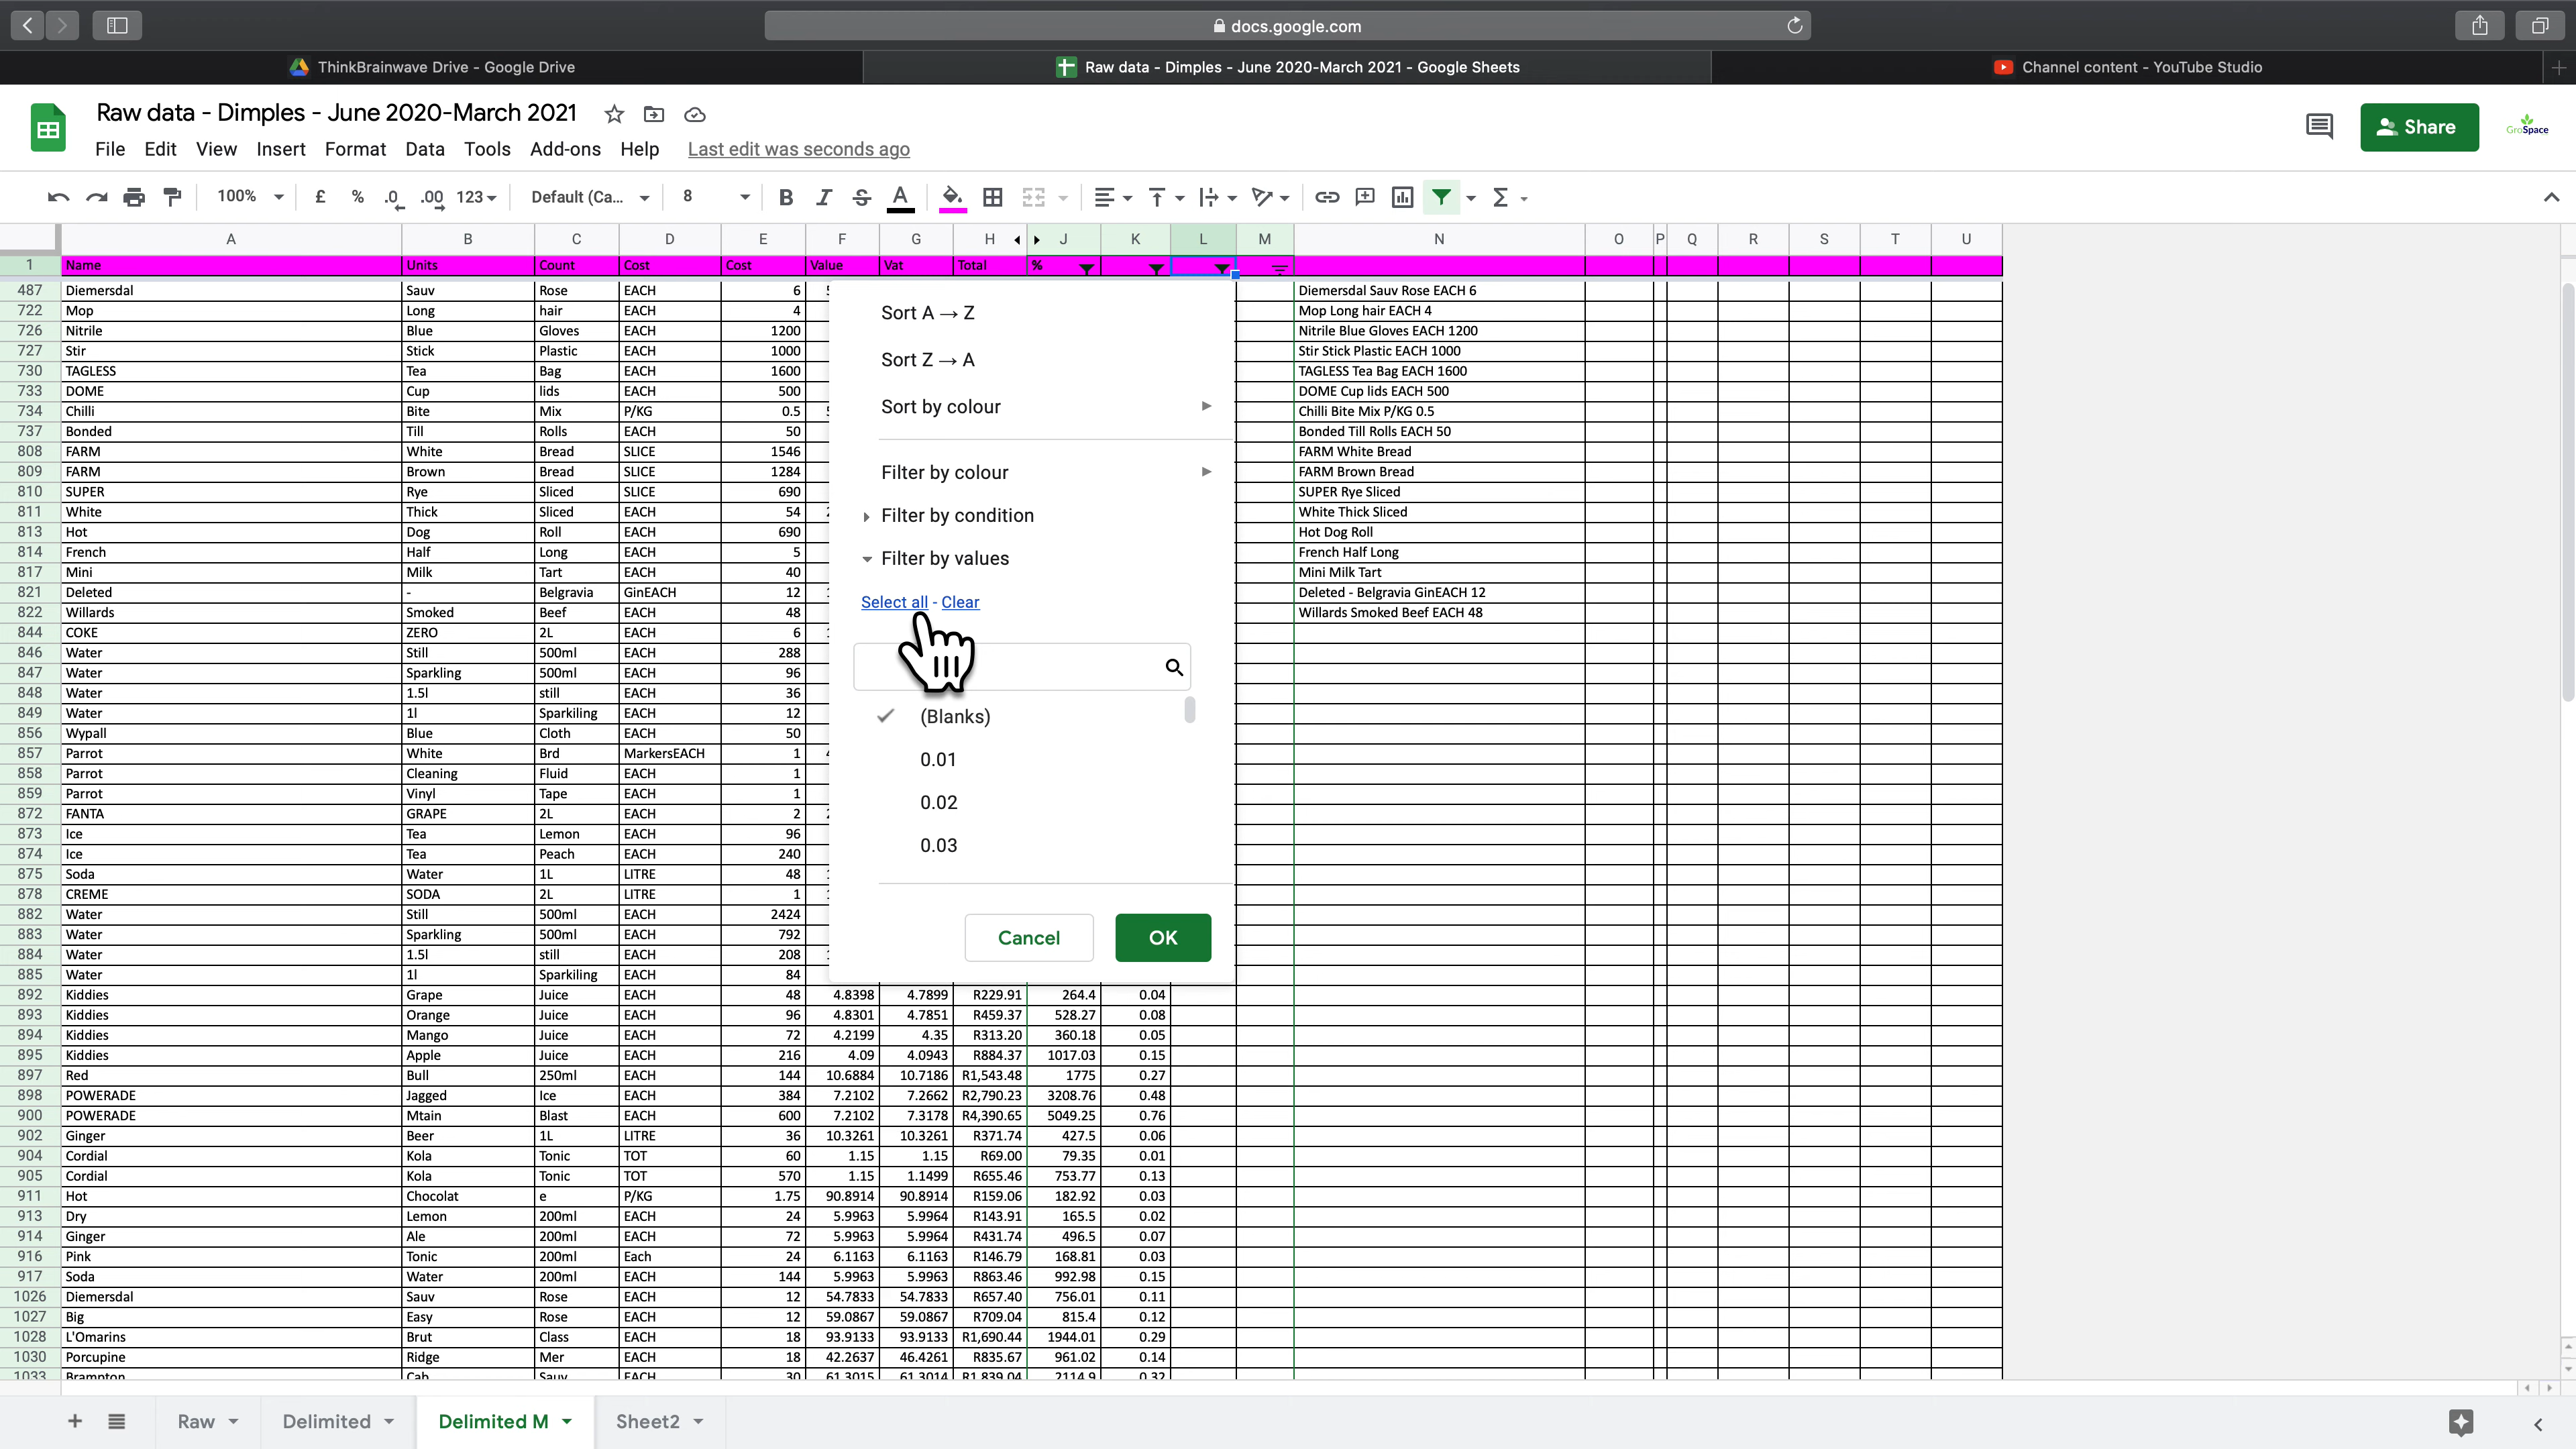 docs.google.com
ThinkBrainwave Drive - Google Drive
Raw data - Dimples - June 2020-March 2021 - Google Sheets
Channel content - YouTube Studio
Raw data - Dimples - June 2020-March 2021
File Edit View Insert Format Data Tools Add-ons Help Last edit was seconds ago
Share
GroSpace
100% £ % .0 .00 123 Default (Ca... 8 B I S A
A B C D E F G H J K L M N O P Q R S T U
1 Name Units Count Cost Cost Value Vat Total %
487 Diemersdal Sauv Rose EACH 6 Diemersdal Sauv Rose EACH 6
722 Mop Long hair EACH 4 Mop Long hair EACH 4
726 Nitrile Blue Gloves EACH 1200 Nitrile Blue Gloves EACH 1200
727 Stir Stick Plastic EACH 1000 Stir Stick Plastic EACH 1000
730 TAGLESS Tea Bag EACH 1600 TAGLESS Tea Bag EACH 1600
733 DOME Cup lids EACH 500 DOME Cup lids EACH 500
734 Chilli Bite Mix P/KG 0.5 Chilli Bite Mix P/KG 0.5
737 Bonded Till Rolls EACH 50 Bonded Till Rolls EACH 50
808 FARM White Bread SLICE 1546 FARM White Bread
809 FARM Brown Bread SLICE 1284 FARM Brown Bread
810 SUPER Rye Sliced SLICE 690 SUPER Rye Sliced
811 White Thick Sliced EACH 54 White Thick Sliced
813 Hot Dog Roll EACH 690 Hot Dog Roll
814 French Half Long EACH 5 French Half Long
817 Mini Milk Tart EACH 40 Mini Milk Tart
821 Deleted - Belgravia GinEACH 12 Deleted - Belgravia GinEACH 12
822 Willards Smoked Beef EACH 48 Willards Smoked Beef EACH 48
844 COKE ZERO 2L EACH 6
846 Water Still 500ml EACH 288
847 Water Sparkling 500ml EACH 96
848 Water 1.5l still EACH 36
849 Water 1l Sparkiling EACH 12
856 Wypall Blue Cloth EACH 50
857 Parrot White Brd MarkersEACH 1
858 Parrot Cleaning Fluid EACH 1
859 Parrot Vinyl Tape EACH 1
872 FANTA GRAPE 2L EACH 2
873 Ice Tea Lemon EACH 96
874 Ice Tea Peach EACH 240
875 Soda Water 1L LITRE 48
878 CREME SODA 2L LITRE 1
882 Water Still 500ml EACH 2424
883 Water Sparkling 500ml EACH 792
884 Water 1.5l still EACH 208
885 Water 1l Sparkiling EACH 84
892 Kiddies Grape Juice EACH 48 4.8398 4.7899 R229.91 264.4 0.04
893 Kiddies Orange Juice EACH 96 4.8301 4.7851 R459.37 528.27 0.08
894 Kiddies Mango Juice EACH 72 4.2199 4.35 R313.20 360.18 0.05
895 Kiddies Apple Juice EACH 216 4.09 4.0943 R884.37 1017.03 0.15
897 Red Bull 250ml EACH 144 10.6884 10.7186 R1,543.48 1775 0.27
898 POWERADE Jagged Ice EACH 384 7.2102 7.2662 R2,790.23 3208.76 0.48
900 POWERADE Mtain Blast EACH 600 7.2102 7.3178 R4,390.65 5049.25 0.76
902 Ginger Beer 1L LITRE 36 10.3261 10.3261 R371.74 427.5 0.06
904 Cordial Kola Tonic TOT 60 1.15 1.15 R69.00 79.35 0.01
905 Cordial Kola Tonic TOT 570 1.15 1.1499 R655.46 753.77 0.13
911 Hot Chocolat e P/KG 1.75 90.8914 90.8914 R159.06 182.92 0.03
913 Dry Lemon 200ml EACH 24 5.9963 5.9964 R143.91 165.5 0.02
914 Ginger Ale 200ml EACH 72 5.9963 5.9964 R431.74 496.5 0.07
916 Pink Tonic 200ml Each 24 6.1163 6.1163 R146.79 168.81 0.03
917 Soda Water 200ml EACH 144 5.9963 5.9963 R863.46 992.98 0.15
1026 Diemersdal Sauv Rose EACH 12 54.7833 54.7833 R657.40 756.01 0.11
1027 Big Easy Rose EACH 12 59.0867 59.0867 R709.04 815.4 0.12
1028 L'Omarins Brut Class EACH 18 93.9133 93.9133 R1,690.44 1944.01 0.29
1030 Porcupine Ridge Mer EACH 18 42.2637 46.4261 R835.67 961.02 0.14
1033 Brampton Cab Sauv EACH 30 61.3015 61.3014 R1,839.04 2114.9 0.32
Sort A → Z
Sort Z → A
Sort by colour
Filter by colour
Filter by condition
Filter by values
Select all - Clear
(Blanks)
0.01
0.02
0.03
Cancel OK
Raw Delimited Delimited M Sheet2